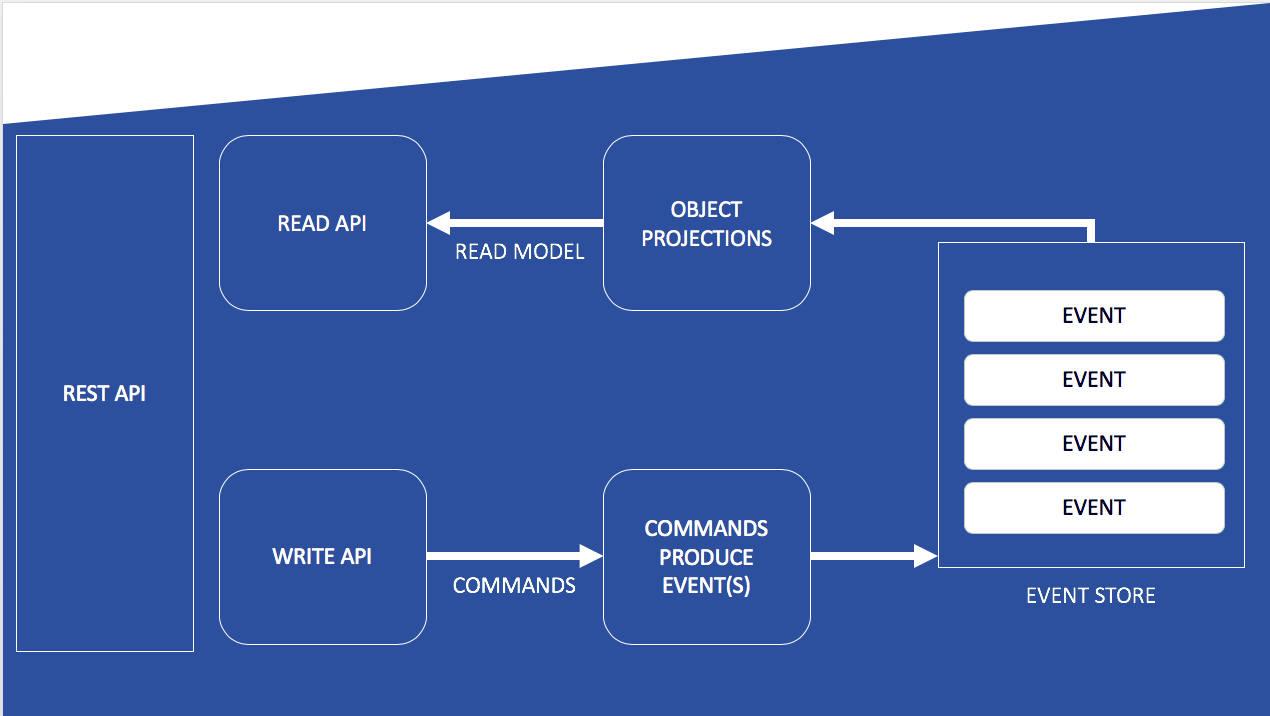 READ API
READ MODEL
OBJECT
PROJECTIONS
REST API
EVENT
EVENT
EVENT
EVENT
EVENT STORE
WRITE API
COMMANDS
COMMANDS
PRODUCE
EVENT(S)